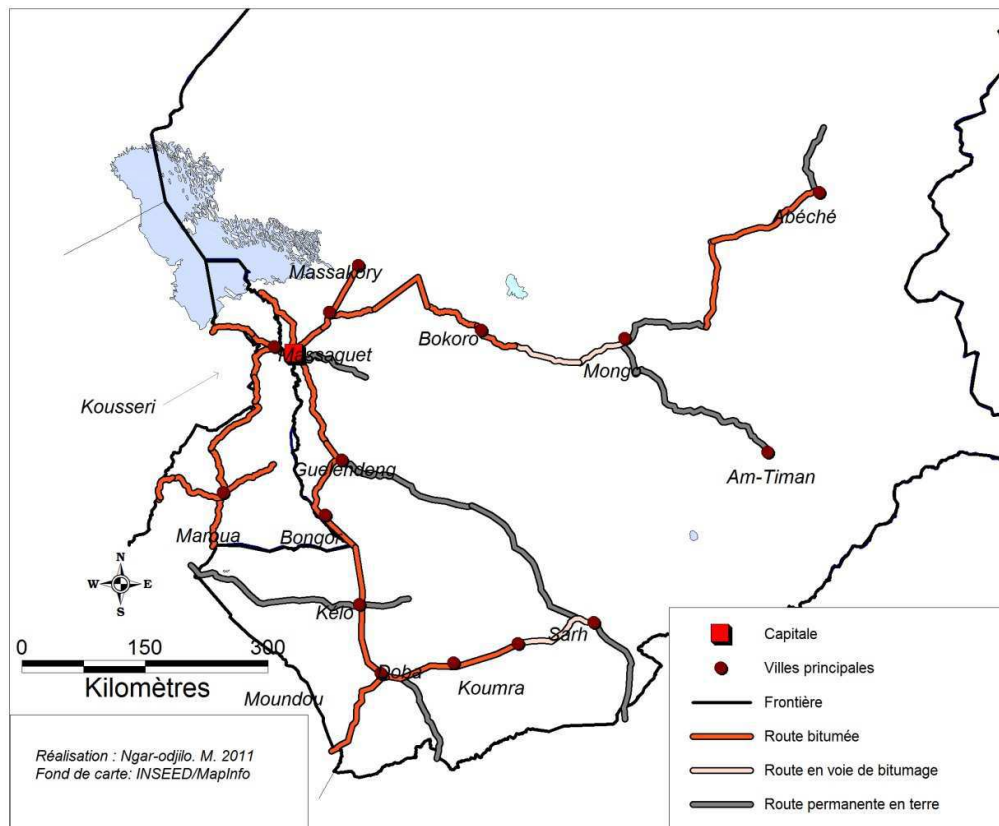 Abéché
Massakory
Bokoro
Massaquet
Mongo
Kousseri
Guelendeng
Am-Timan
Maroua
Bongor
N
W E
S
Kélo
Sarh
0 150 300
Kilomètres
Doba
Koumra
Moundou
Capitale
Villes principales
Frontière
Route bitumée
Route en voie de bitumage
Route permanente en terre
Réalisation : Ngar-odjilo. M. 2011
Fond de carte: INSEED/MapInfo